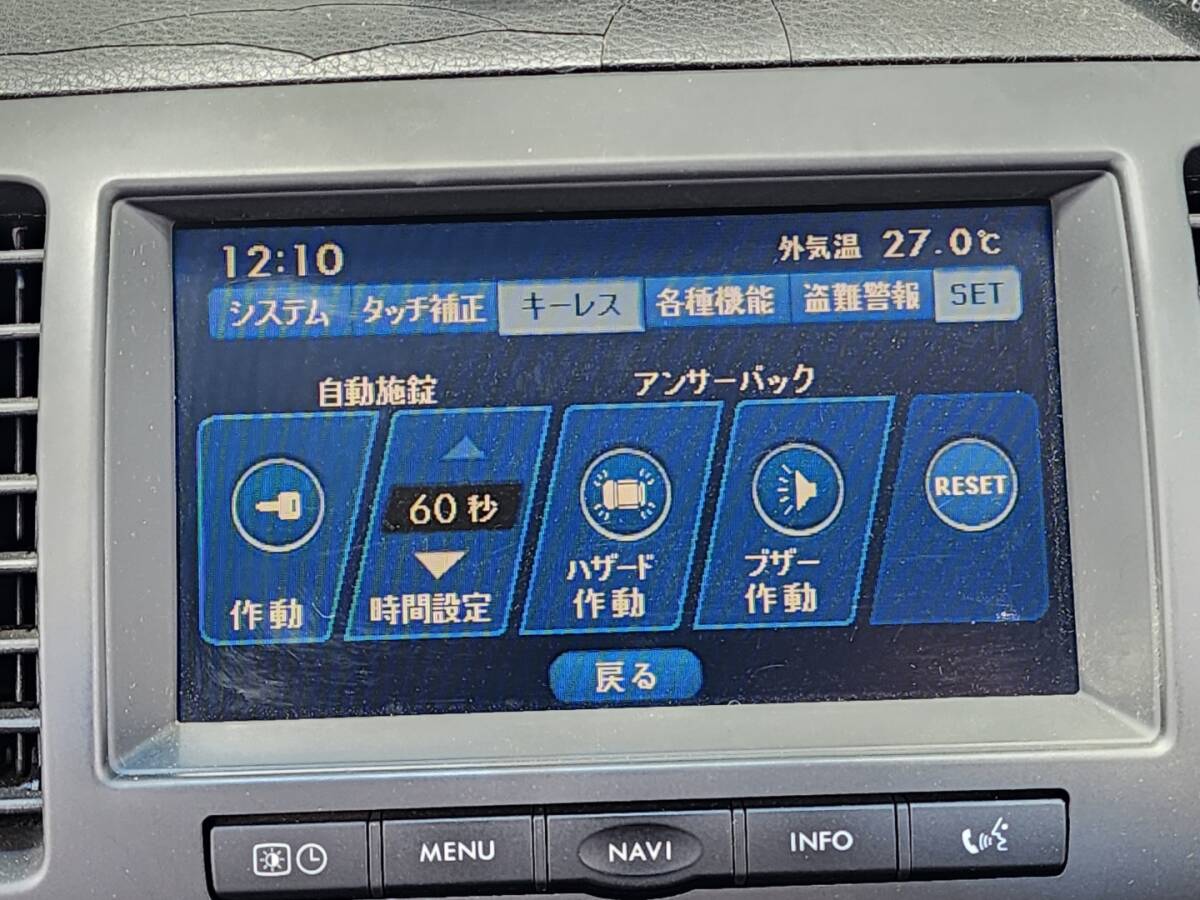 12:10 外気温 27.0℃
システム タッチ補正 キーレス 各種機能 盗難警報 SET
自動施錠 アンサーバック
60秒 RESET
ハザード ブザー
作動 時間設定 作動 作動
戻る
MENU NAVI INFO